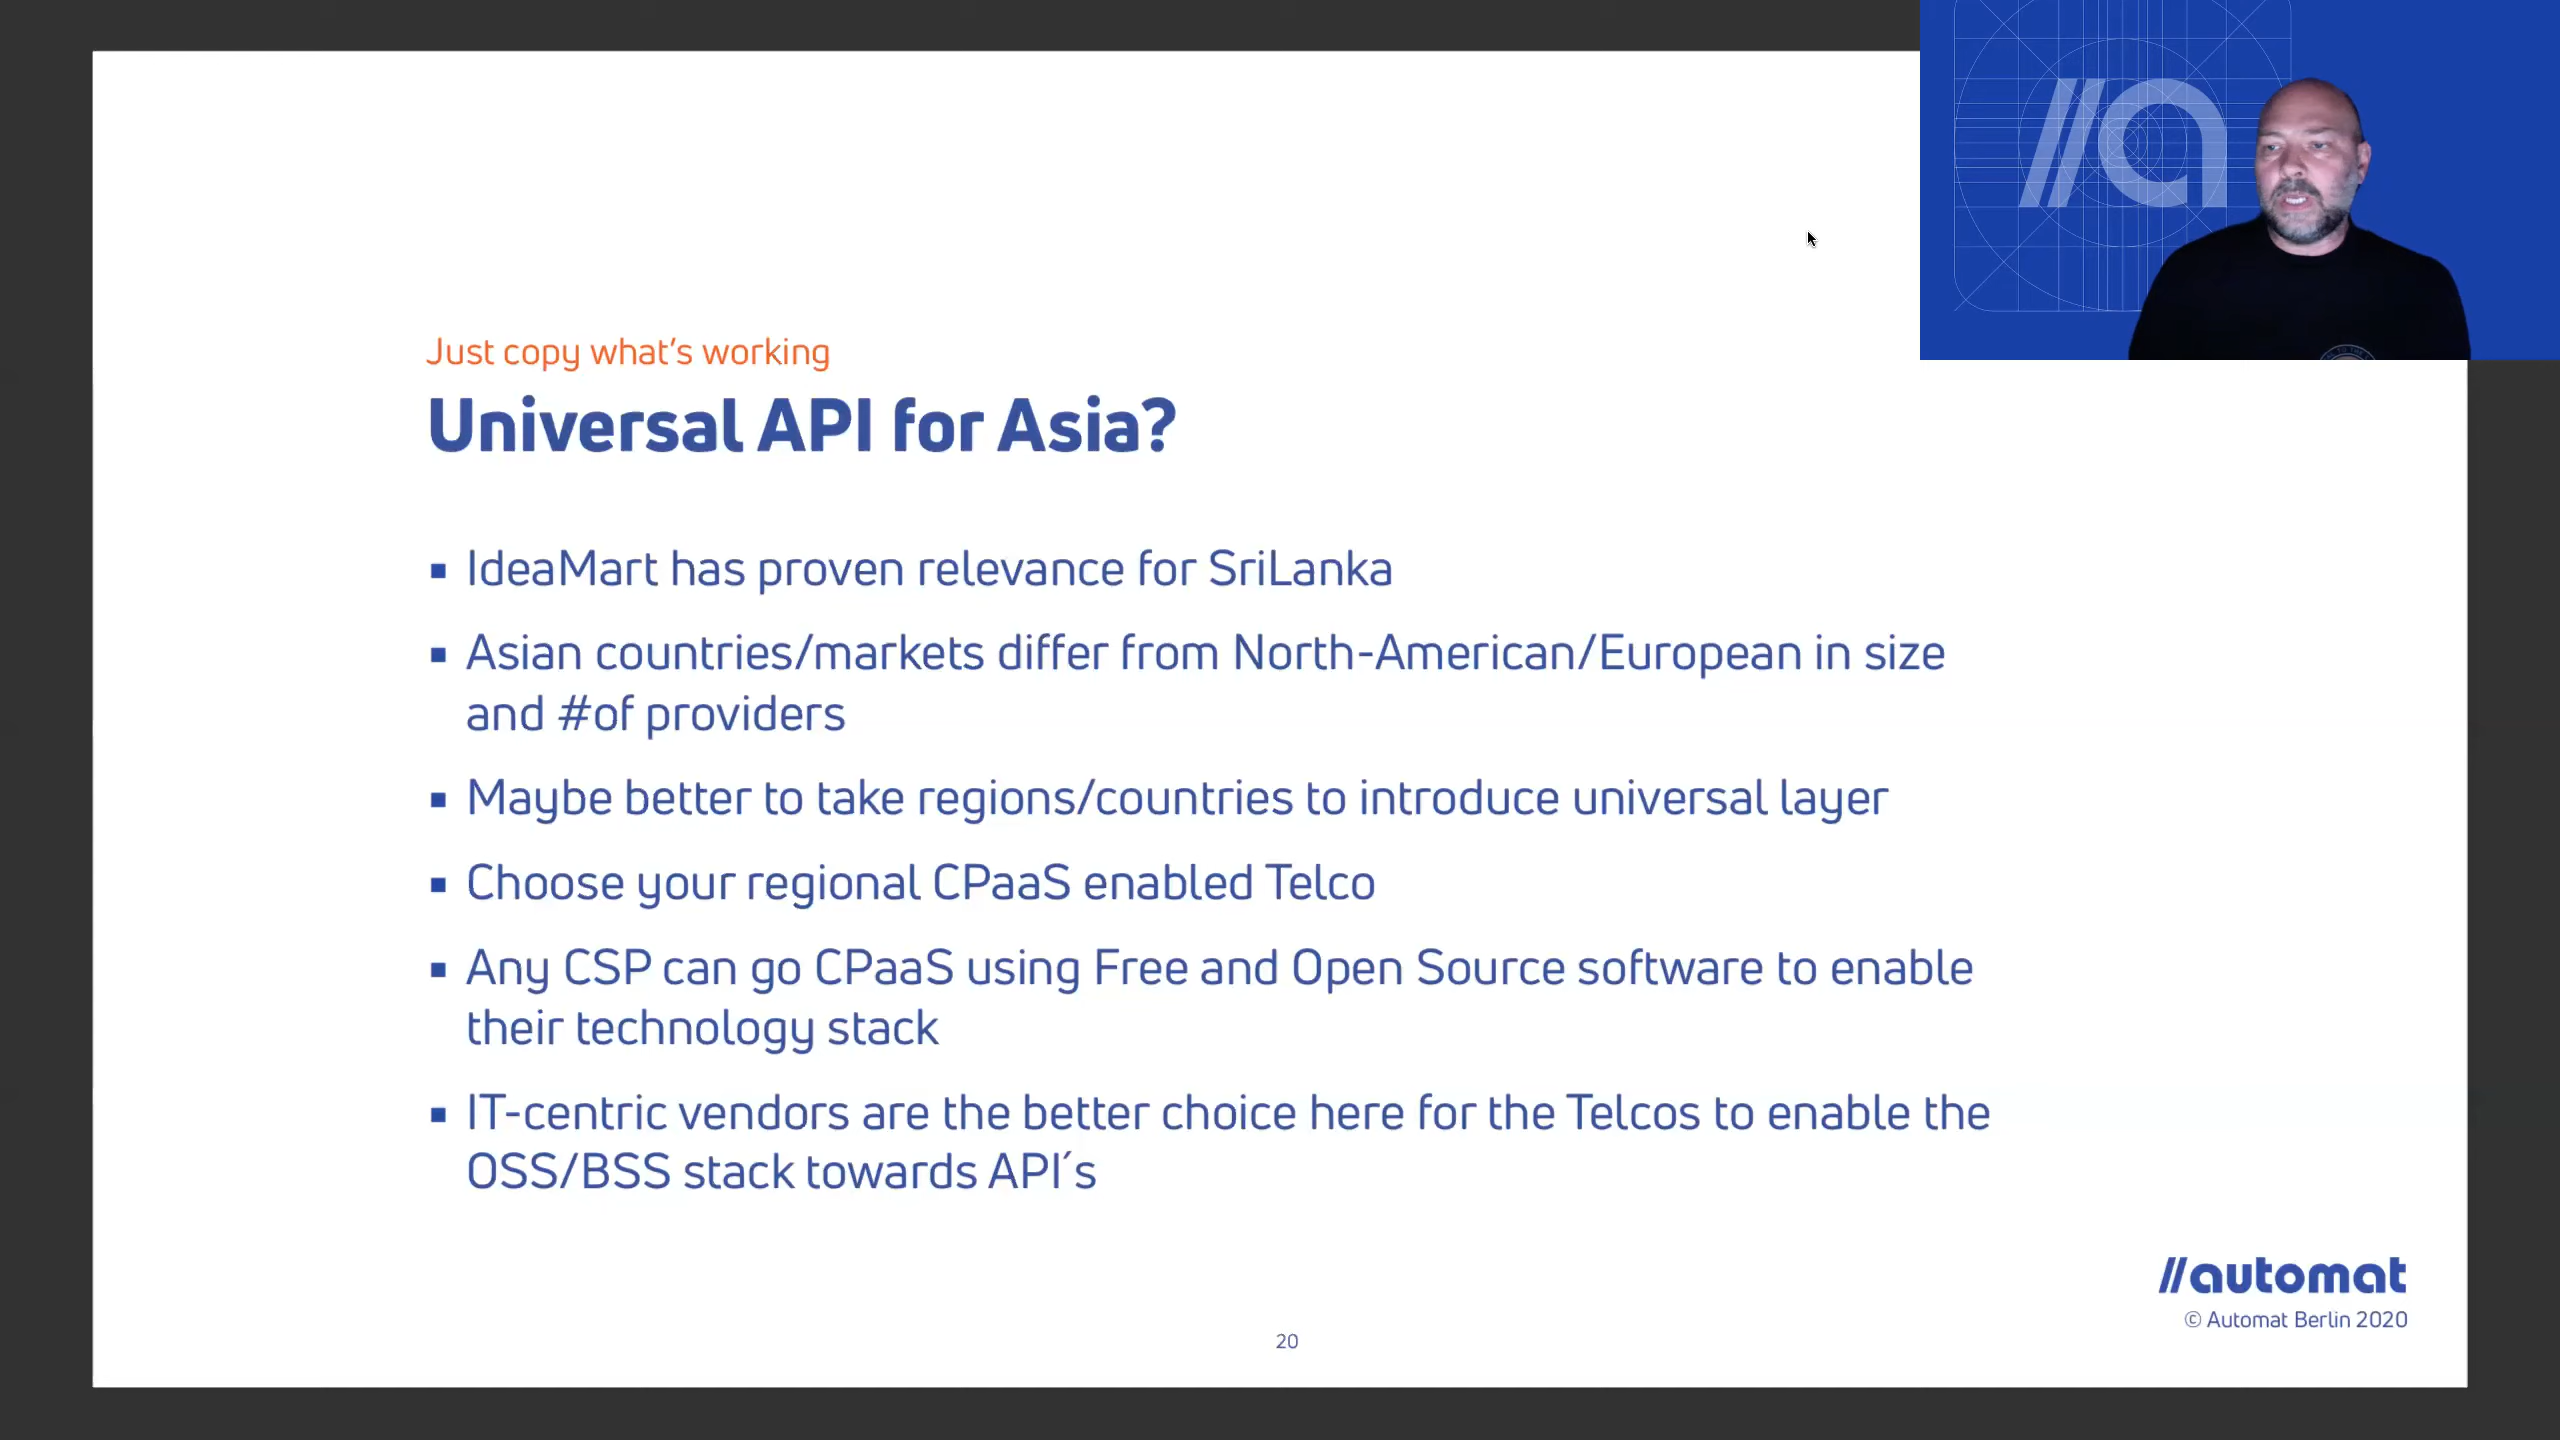 //a
Just copy what's working
Universal API for Asia?
▪ IdeaMart has proven relevance for SriLanka
▪ Asian countries/markets differ from North-American/European in size
and #of providers
▪ Maybe better to take regions/countries to introduce universal layer
▪ Choose your regional CPaaS enabled Telco
▪ Any CSP can go CPaaS using Free and Open Source software to enable
their technology stack
▪ IT-centric vendors are the better choice here for the Telcos to enable the
OSS/BSS stack towards API´s
//automat
© Automat Berlin 2020
20